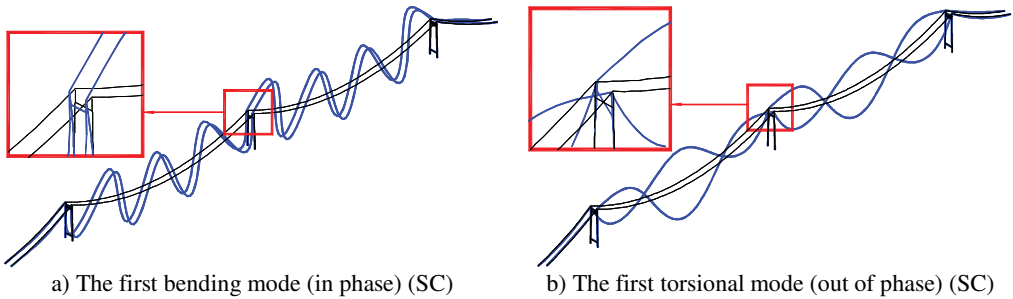 a) The first bending mode (in phase) (SC)
b) The first torsional mode (out of phase) (SC)